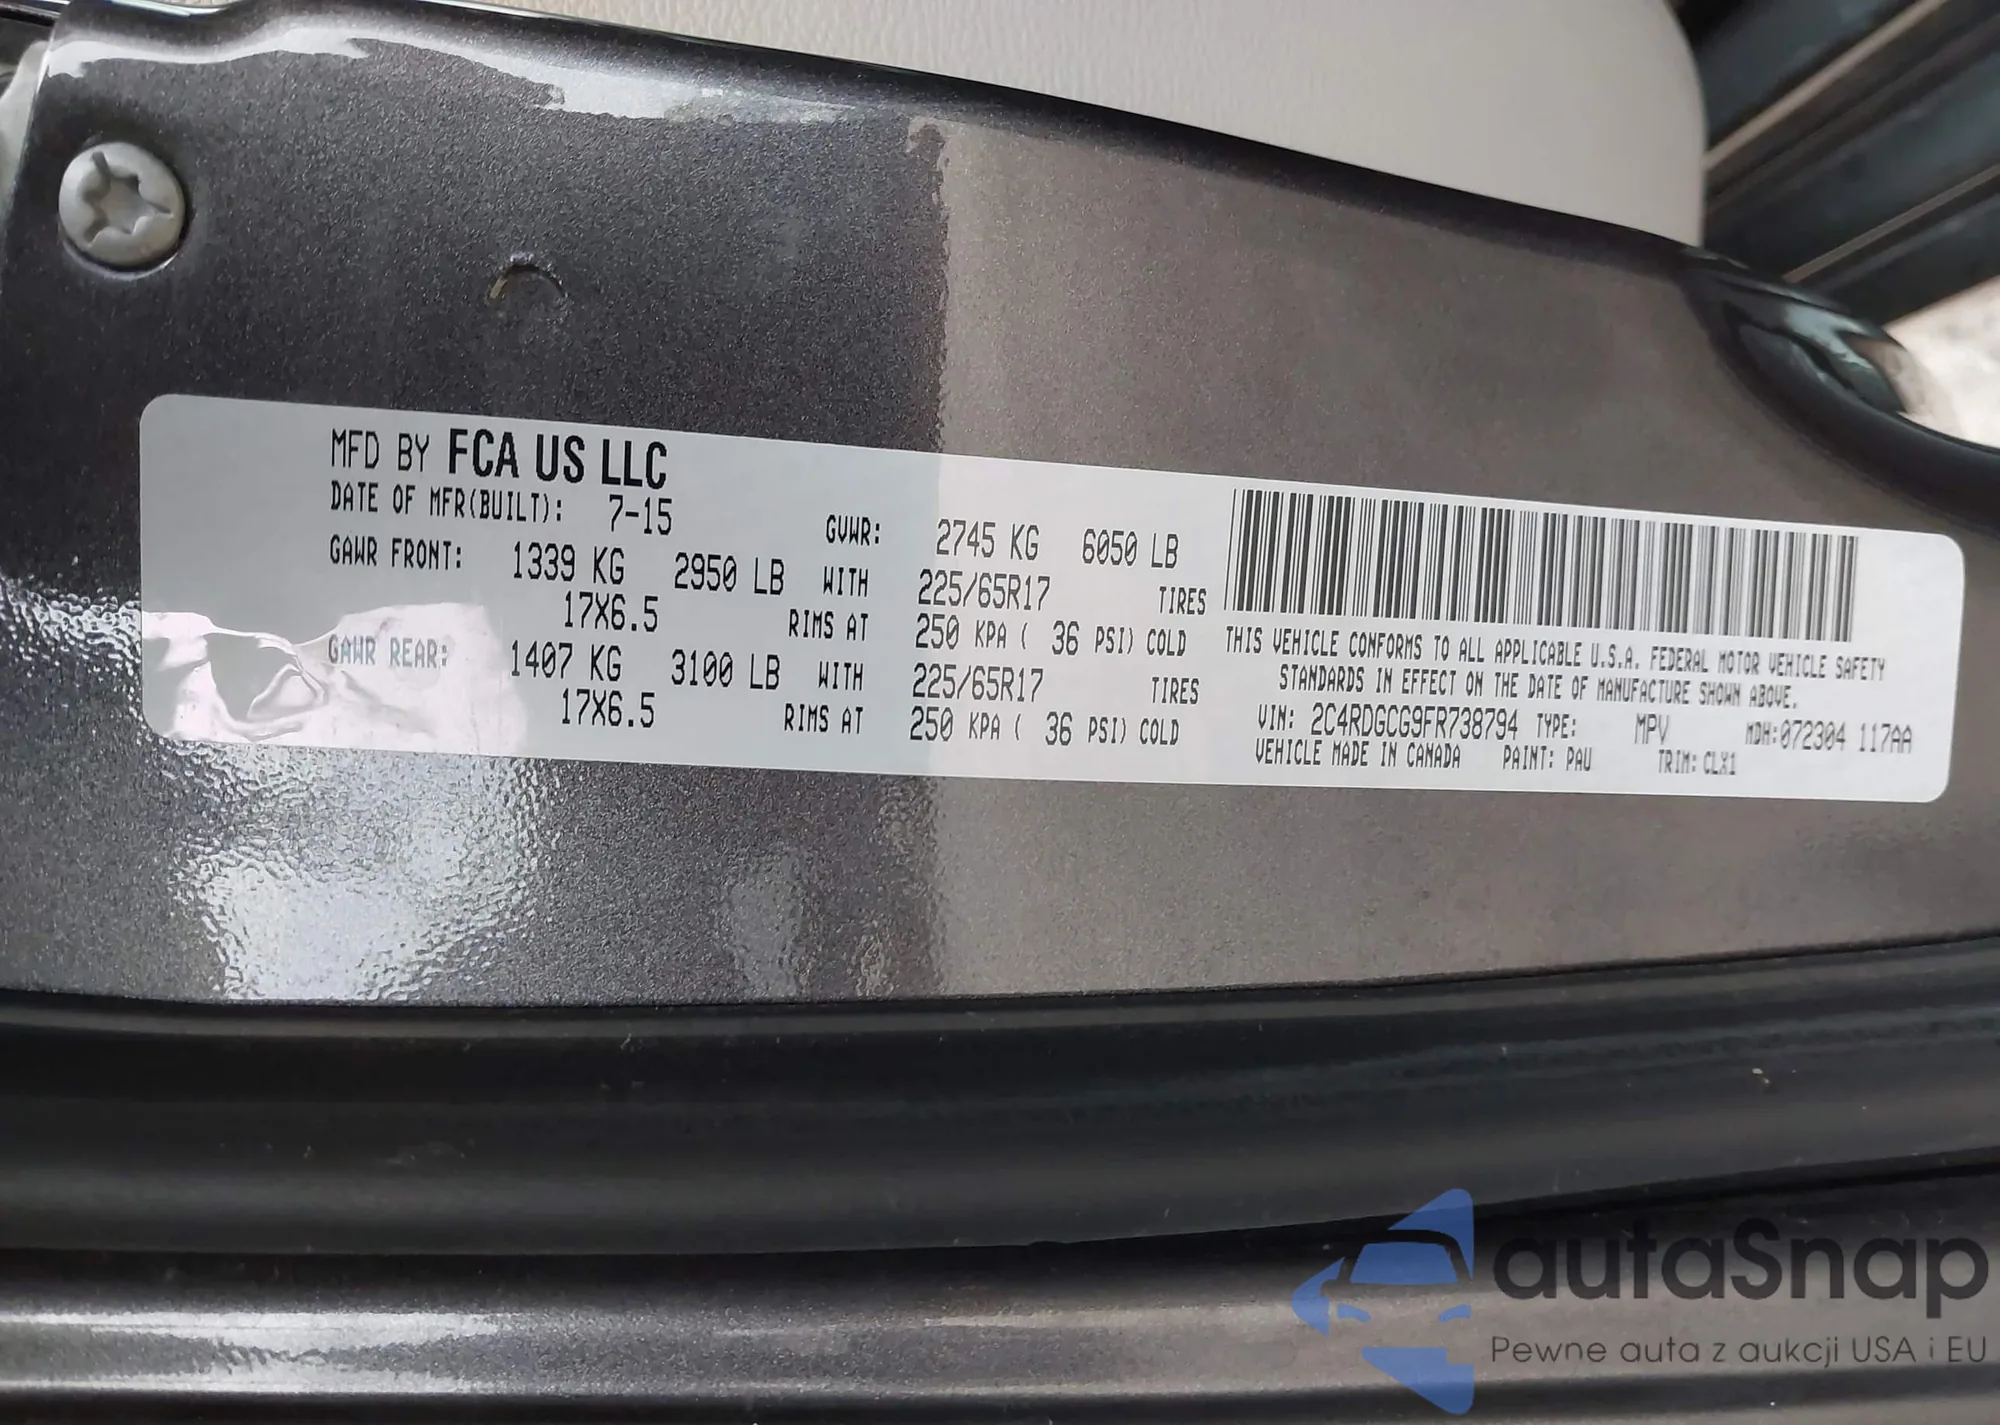 MFD BY FCA US LLC
DATE OF MFR(BUILT): 7-15 GVWR: 2745 KG 6050 LB
GAWR FRONT: 1339 KG 2950 LB WITH 225/65R17 TIRES
17X6.5 RIMS AT 250 KPA ( 36 PSI) COLD
GAWR REAR: 1407 KG 3100 LB WITH 225/65R17 TIRES
17X6.5 RIMS AT 250 KPA ( 36 PSI) COLD
THIS VEHICLE CONFORMS TO ALL APPLICABLE U.S.A. FEDERAL MOTOR VEHICLE SAFETY
STANDARDS IN EFFECT ON THE DATE OF MANUFACTURE SHOWN ABOVE.
VIN: 2C4RDGCG9FR738794 TYPE: MPV MDH:072304 117AA
VEHICLE MADE IN CANADA PAINT: PAU TRIM: CLX1
autaSnap
Pewne auta z aukcji USA i EU